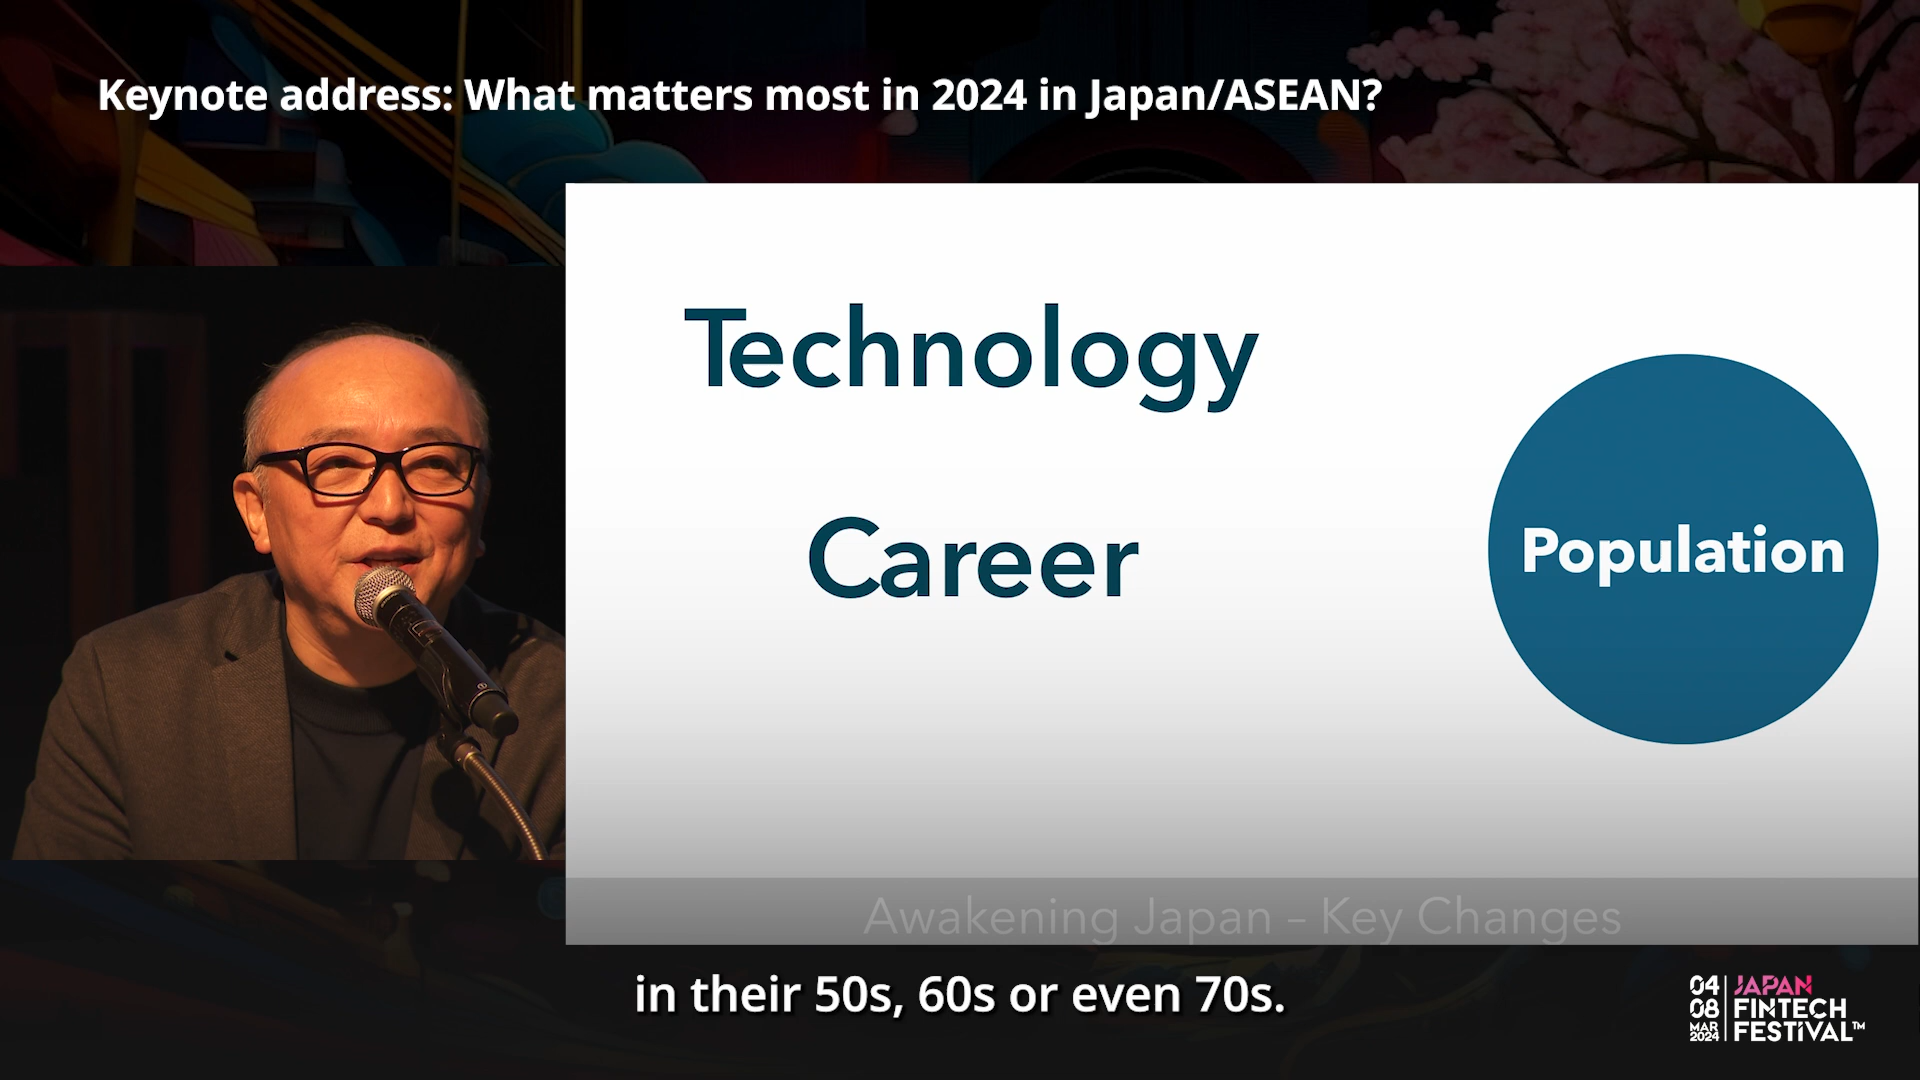 Keynote address: What matters most in 2024 in Japan/ASEAN?
Technology
Career
Population
Awakening Japan – Key Changes
in their 50s, 60s or even 70s.
04
08
MAR
2024
JAPAN
FINTECH
FESTIVAL™